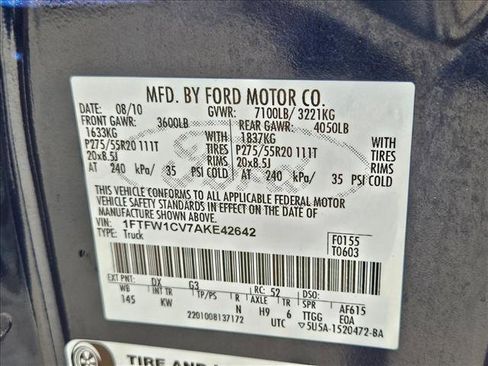 MFD. BY FORD MOTOR CO.
DATE: 08/10 GVWR: 7100LB/ 3221KG
FRONT GAWR: 3600LB REAR GAWR: 4050LB
1633KG 1837KG
P275/55R20 111T TIRES P275/55R20 111T TIRES
20x8.5J RIMS 20x8.5J RIMS
AT 240 kPa/ 35 PSI COLD AT 240 kPa/ 35 PSI COLD
THIS VEHICLE CONFORMS TO ALL APPLICABLE FEDERAL MOTOR
VEHICLE SAFETY STANDARDS IN EFFECT ON THE DATE OF
MANUFACTURE SHOWN ABOVE.
VIN: 1FTFW1CV7AKE42642
TYPE: Truck F0155
T0603
EXT PNT: DX G3 RC: 52 DSO:
WB INT TR R AXLE TR SPR AF615
145 KW N H9 6 TTGG E0A
2201008137172 UTC 5U5A-1520472-BA
TIRE AND